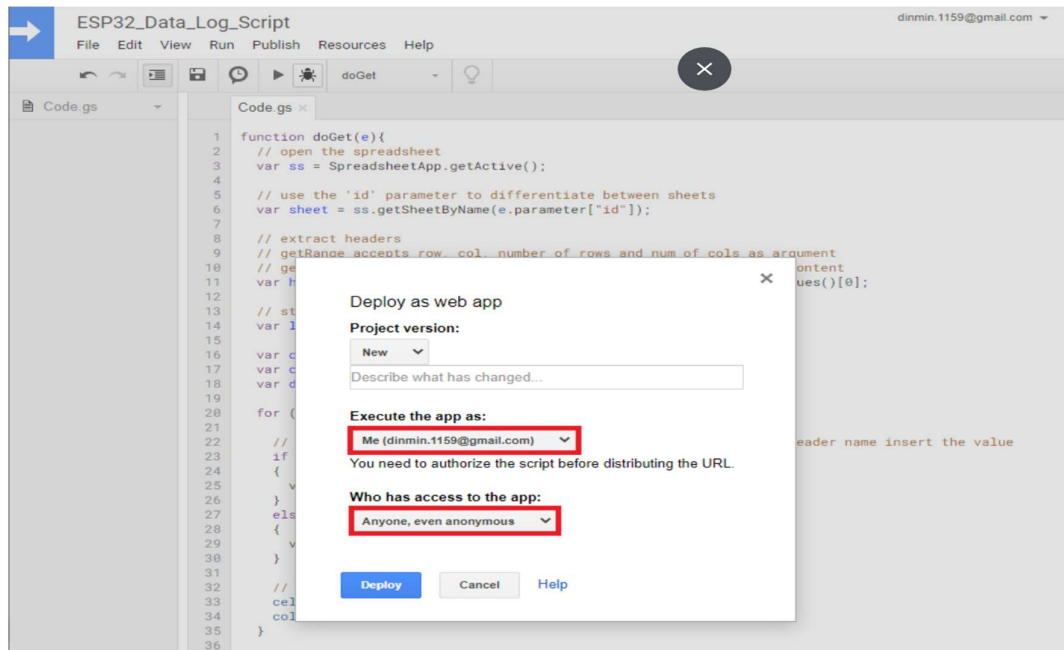 ESP32_Data_Log_Script
dinmin.1159@gmail.com
File Edit View Run Publish Resources Help
doGet
Code.gs
Code.gs ×
1 function doGet(e){
2 // open the spreadsheet
3 var ss = SpreadsheetApp.getActive();
4
5 // use the 'id' parameter to differentiate between sheets
6 var sheet = ss.getSheetByName(e.parameter["id"]);
7
8 // extract headers
9 // getRange accepts row, col, number of rows and num of cols as argument
10 // ge ontent
11 var h ues()[0];
12
13 // st
14 var l
15
16 var c
17 var c
18 var d
19
20 for (
21
22 // eader name insert the value
23 if
24 {
25 v
26 }
27 els
28 {
29 v
30 }
31
32 //
33 cel
34 col
35 }
36
Deploy as web app
Project version:
New
Describe what has changed...
Execute the app as:
Me (dinmin.1159@gmail.com)
You need to authorize the script before distributing the URL.
Who has access to the app:
Anyone, even anonymous
Deploy Cancel Help